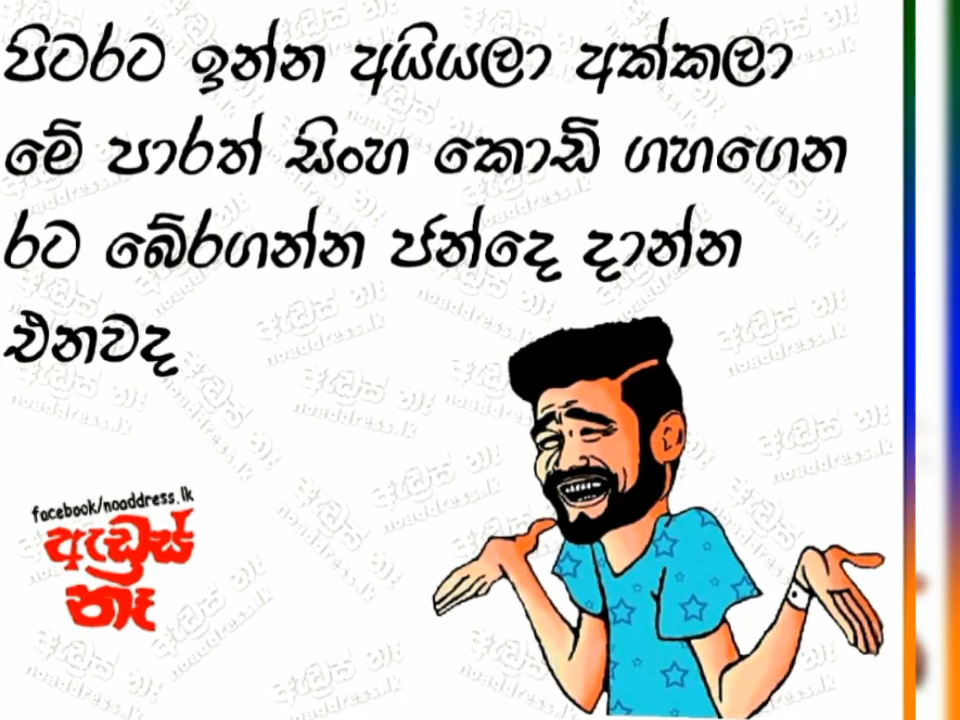 පිටරට ඉන්න අයියලා අක්කලා
මේ පාරත් සිංහ කොඩි ගහගෙන
රට බේරගන්න ජන්දෙ දාන්න
එනවද
facebook/noaddress.lk
ඇඩ්‍රස්
නෑ